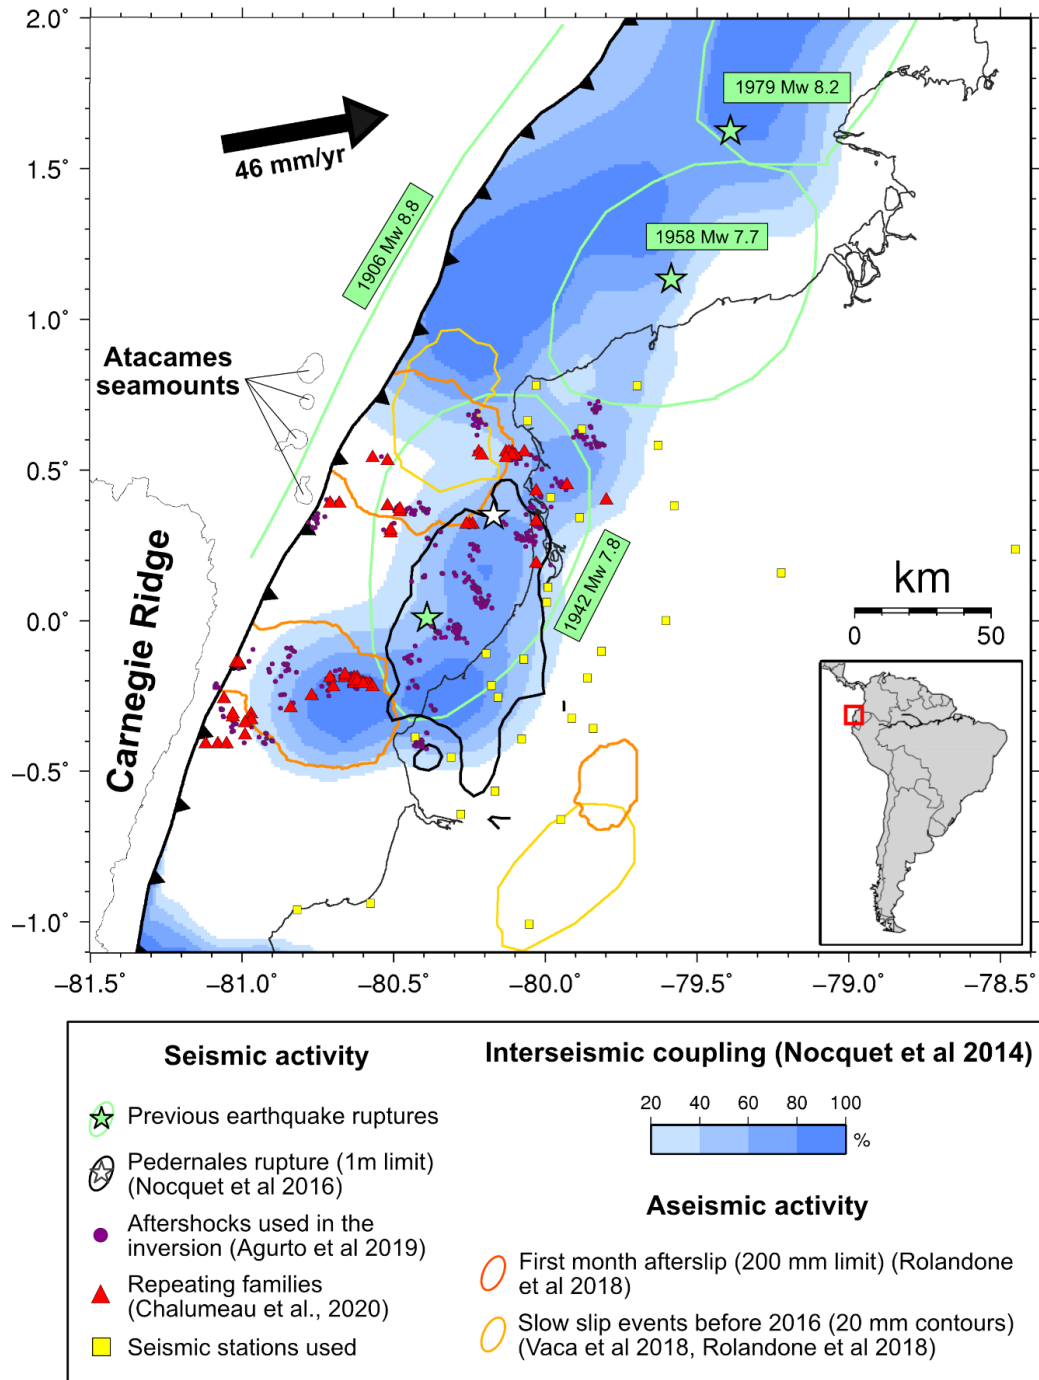 2.0°
1979 Mw 8.2
46 mm/yr
1.5°
1906 Mw 8.8
1958 Mw 7.7
1.0°
Atacames
seamounts
0.5°
1942 Mw 7.8
km
0 50
0.0°
Carnegie Ridge
−0.5°
−1.0°
−81.5° −81.0° −80.5° −80.0° −79.5° −79.0° −78.5°
Seismic activity
Previous earthquake ruptures
Pedernales rupture (1m limit)
(Nocquet et al 2016)
Aftershocks used in the
inversion (Agurto et al 2019)
Repeating families
(Chalumeau et al., 2020)
Seismic stations used
Interseismic coupling (Nocquet et al 2014)
20 40 60 80 100
%
Aseismic activity
First month afterslip (200 mm limit) (Rolandone
et al 2018)
Slow slip events before 2016 (20 mm contours)
(Vaca et al 2018, Rolandone et al 2018)